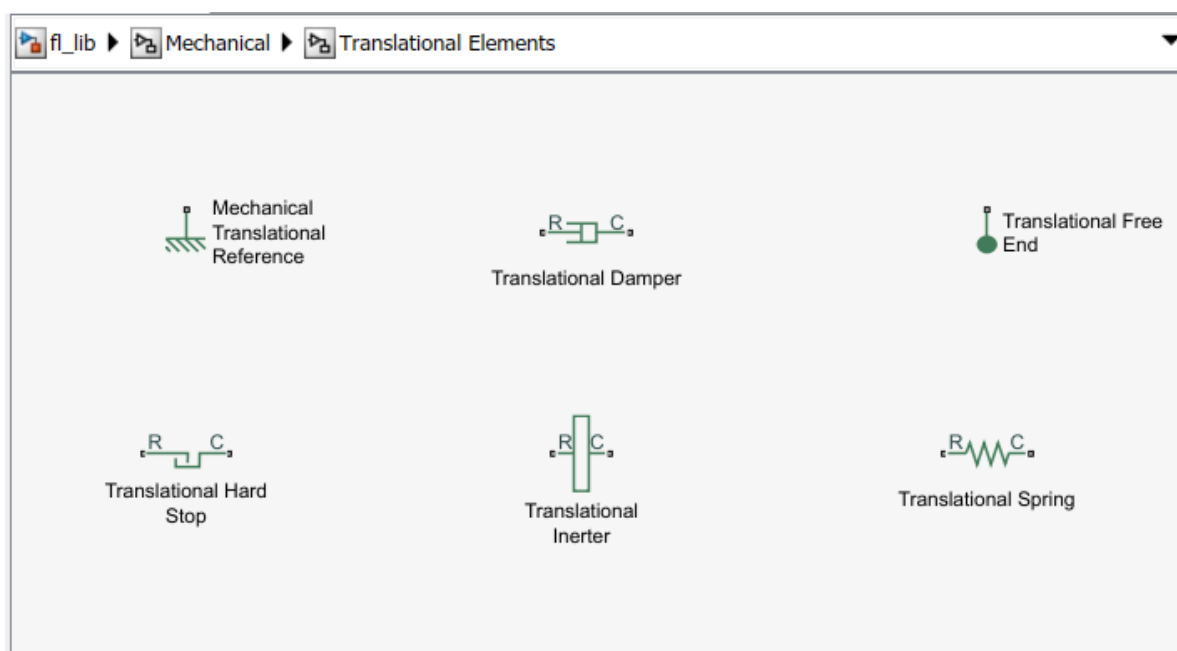 fl_lib Mechanical Translational Elements
Mechanical
Translational
Reference
R C
Translational Damper
Translational Free
End
R C
Translational Hard
Stop
R C
Translational
Inerter
R C
Translational Spring